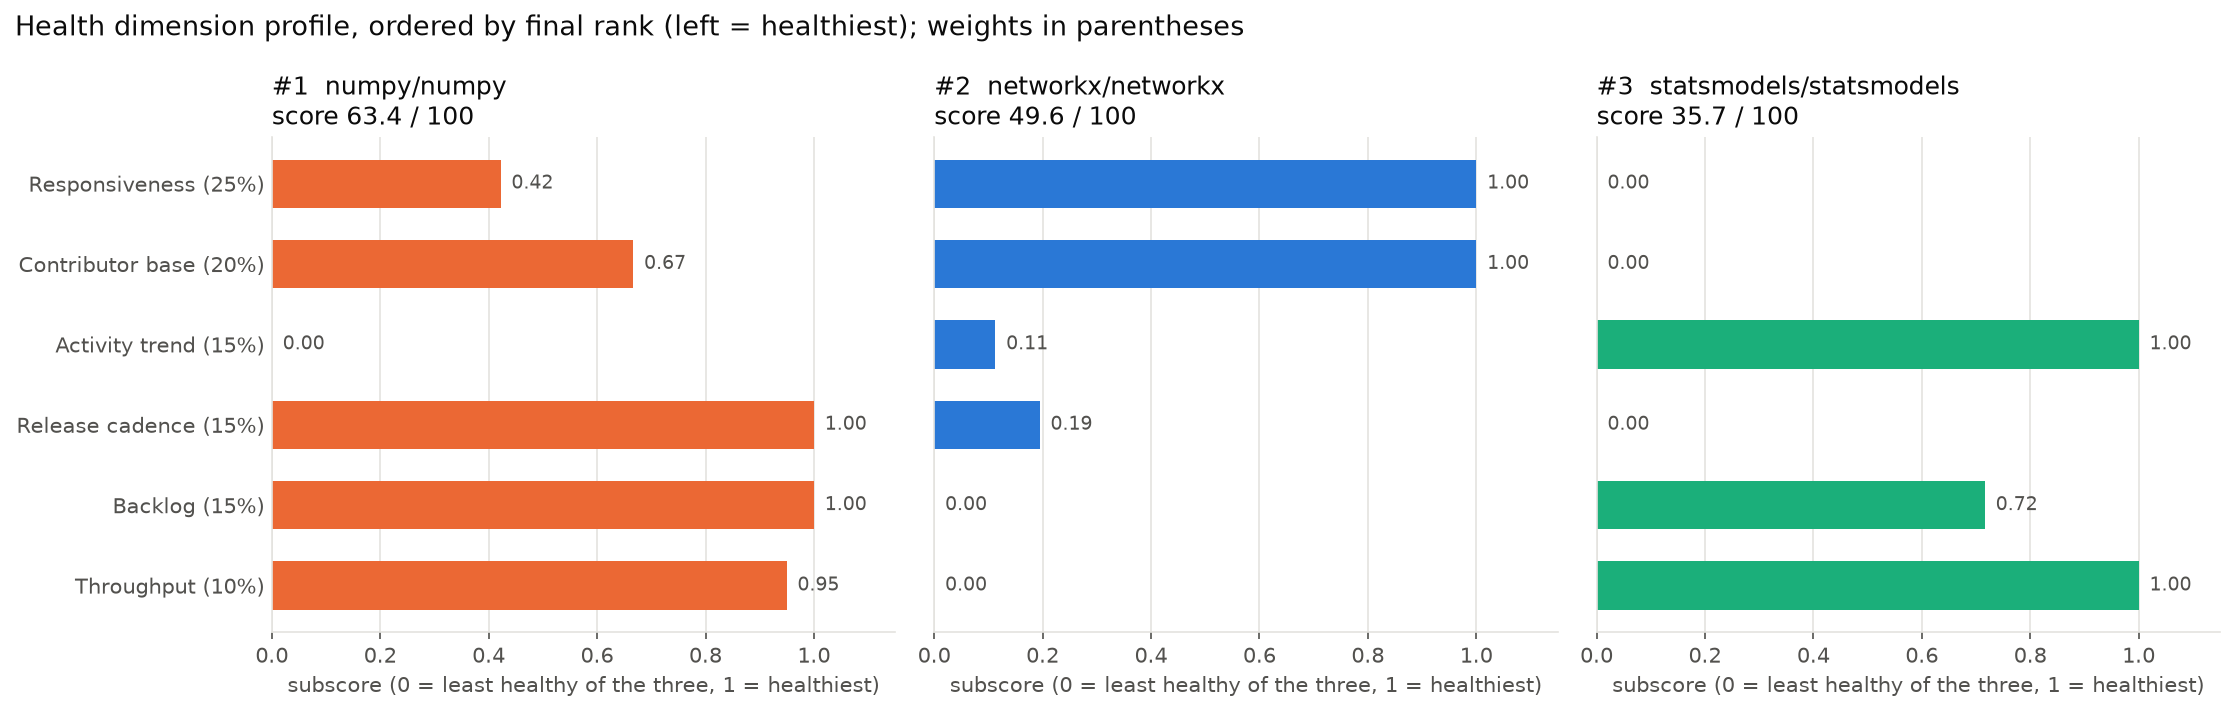 Health dimension profile, ordered by final rank (left = healthiest); weights in parentheses
#1  numpy/numpy
score 63.4 / 100
Responsiveness (25%)
0.42
Contributor base (20%)
0.67
Activity trend (15%)
0.00
Release cadence (15%)
1.00
Backlog (15%)
1.00
Throughput (10%)
0.95
0.0 0.2 0.4 0.6 0.8 1.0
subscore (0 = least healthy of the three, 1 = healthiest)
#2  networkx/networkx
score 49.6 / 100
1.00
1.00
0.11
0.19
0.00
0.00
0.0 0.2 0.4 0.6 0.8 1.0
subscore (0 = least healthy of the three, 1 = healthiest)
#3  statsmodels/statsmodels
score 35.7 / 100
0.00
0.00
1.00
0.00
0.72
1.00
0.0 0.2 0.4 0.6 0.8 1.0
subscore (0 = least healthy of the three, 1 = healthiest)